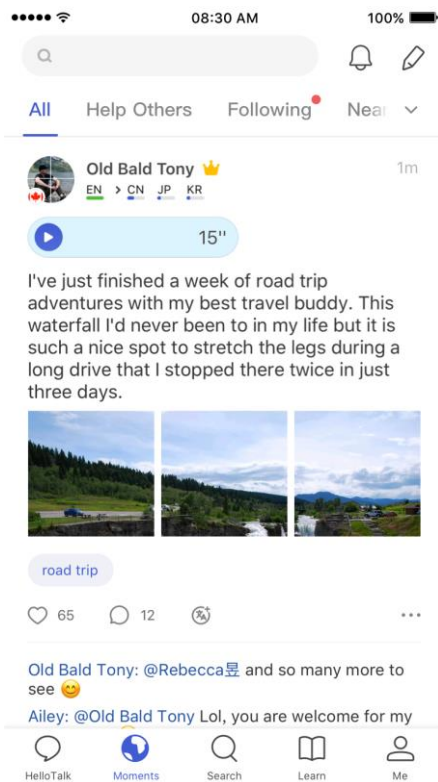 08:30 AM
100%
All Help Others Following Near
Old Bald Tony
1m
EN > CN JP KR
15''
I've just finished a week of road trip
adventures with my best travel buddy. This
waterfall I'd never been to in my life but it is
such a nice spot to stretch the legs during a
long drive that I stopped there twice in just
three days.
road trip
65 12
Old Bald Tony: @Rebecca昱 and so many more to
see 😊
Ailey: @Old Bald Tony Lol, you are welcome for my
HelloTalk Moments Search Learn Me